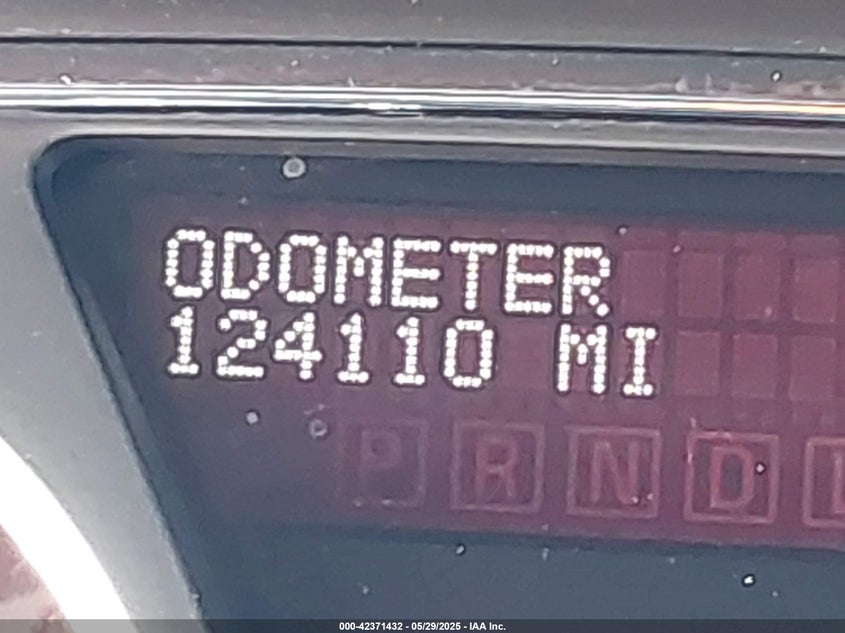 ODOMETER
124110 MI
P R N D L
000-42371432 - 05/29/2025 - IAA Inc.